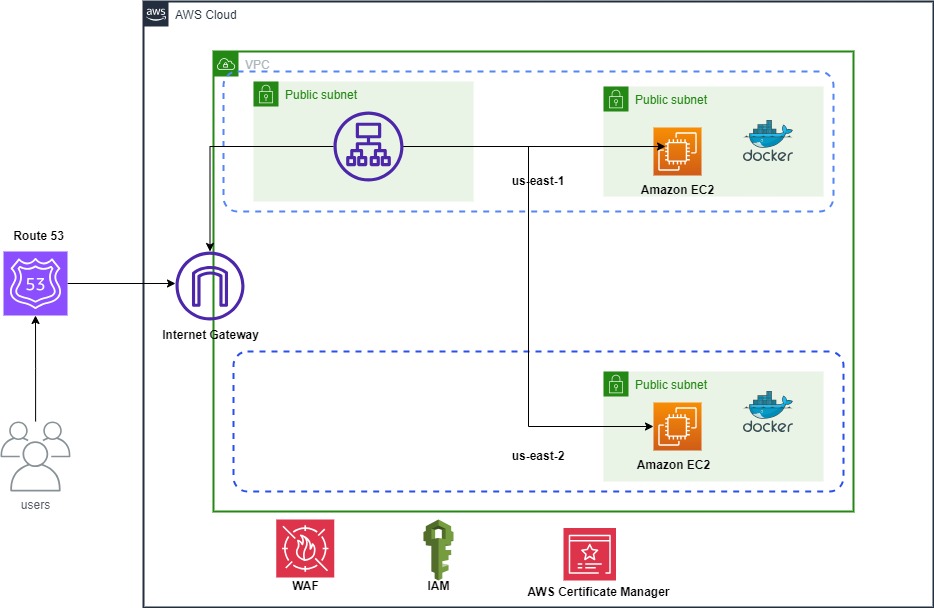 aws
AWS Cloud
VPC
Public subnet
Public subnet
docker
us-east-1
Amazon EC2
Route 53
53
Internet Gateway
Public subnet
docker
us-east-2
Amazon EC2
users
WAF
IAM
AWS Certificate Manager